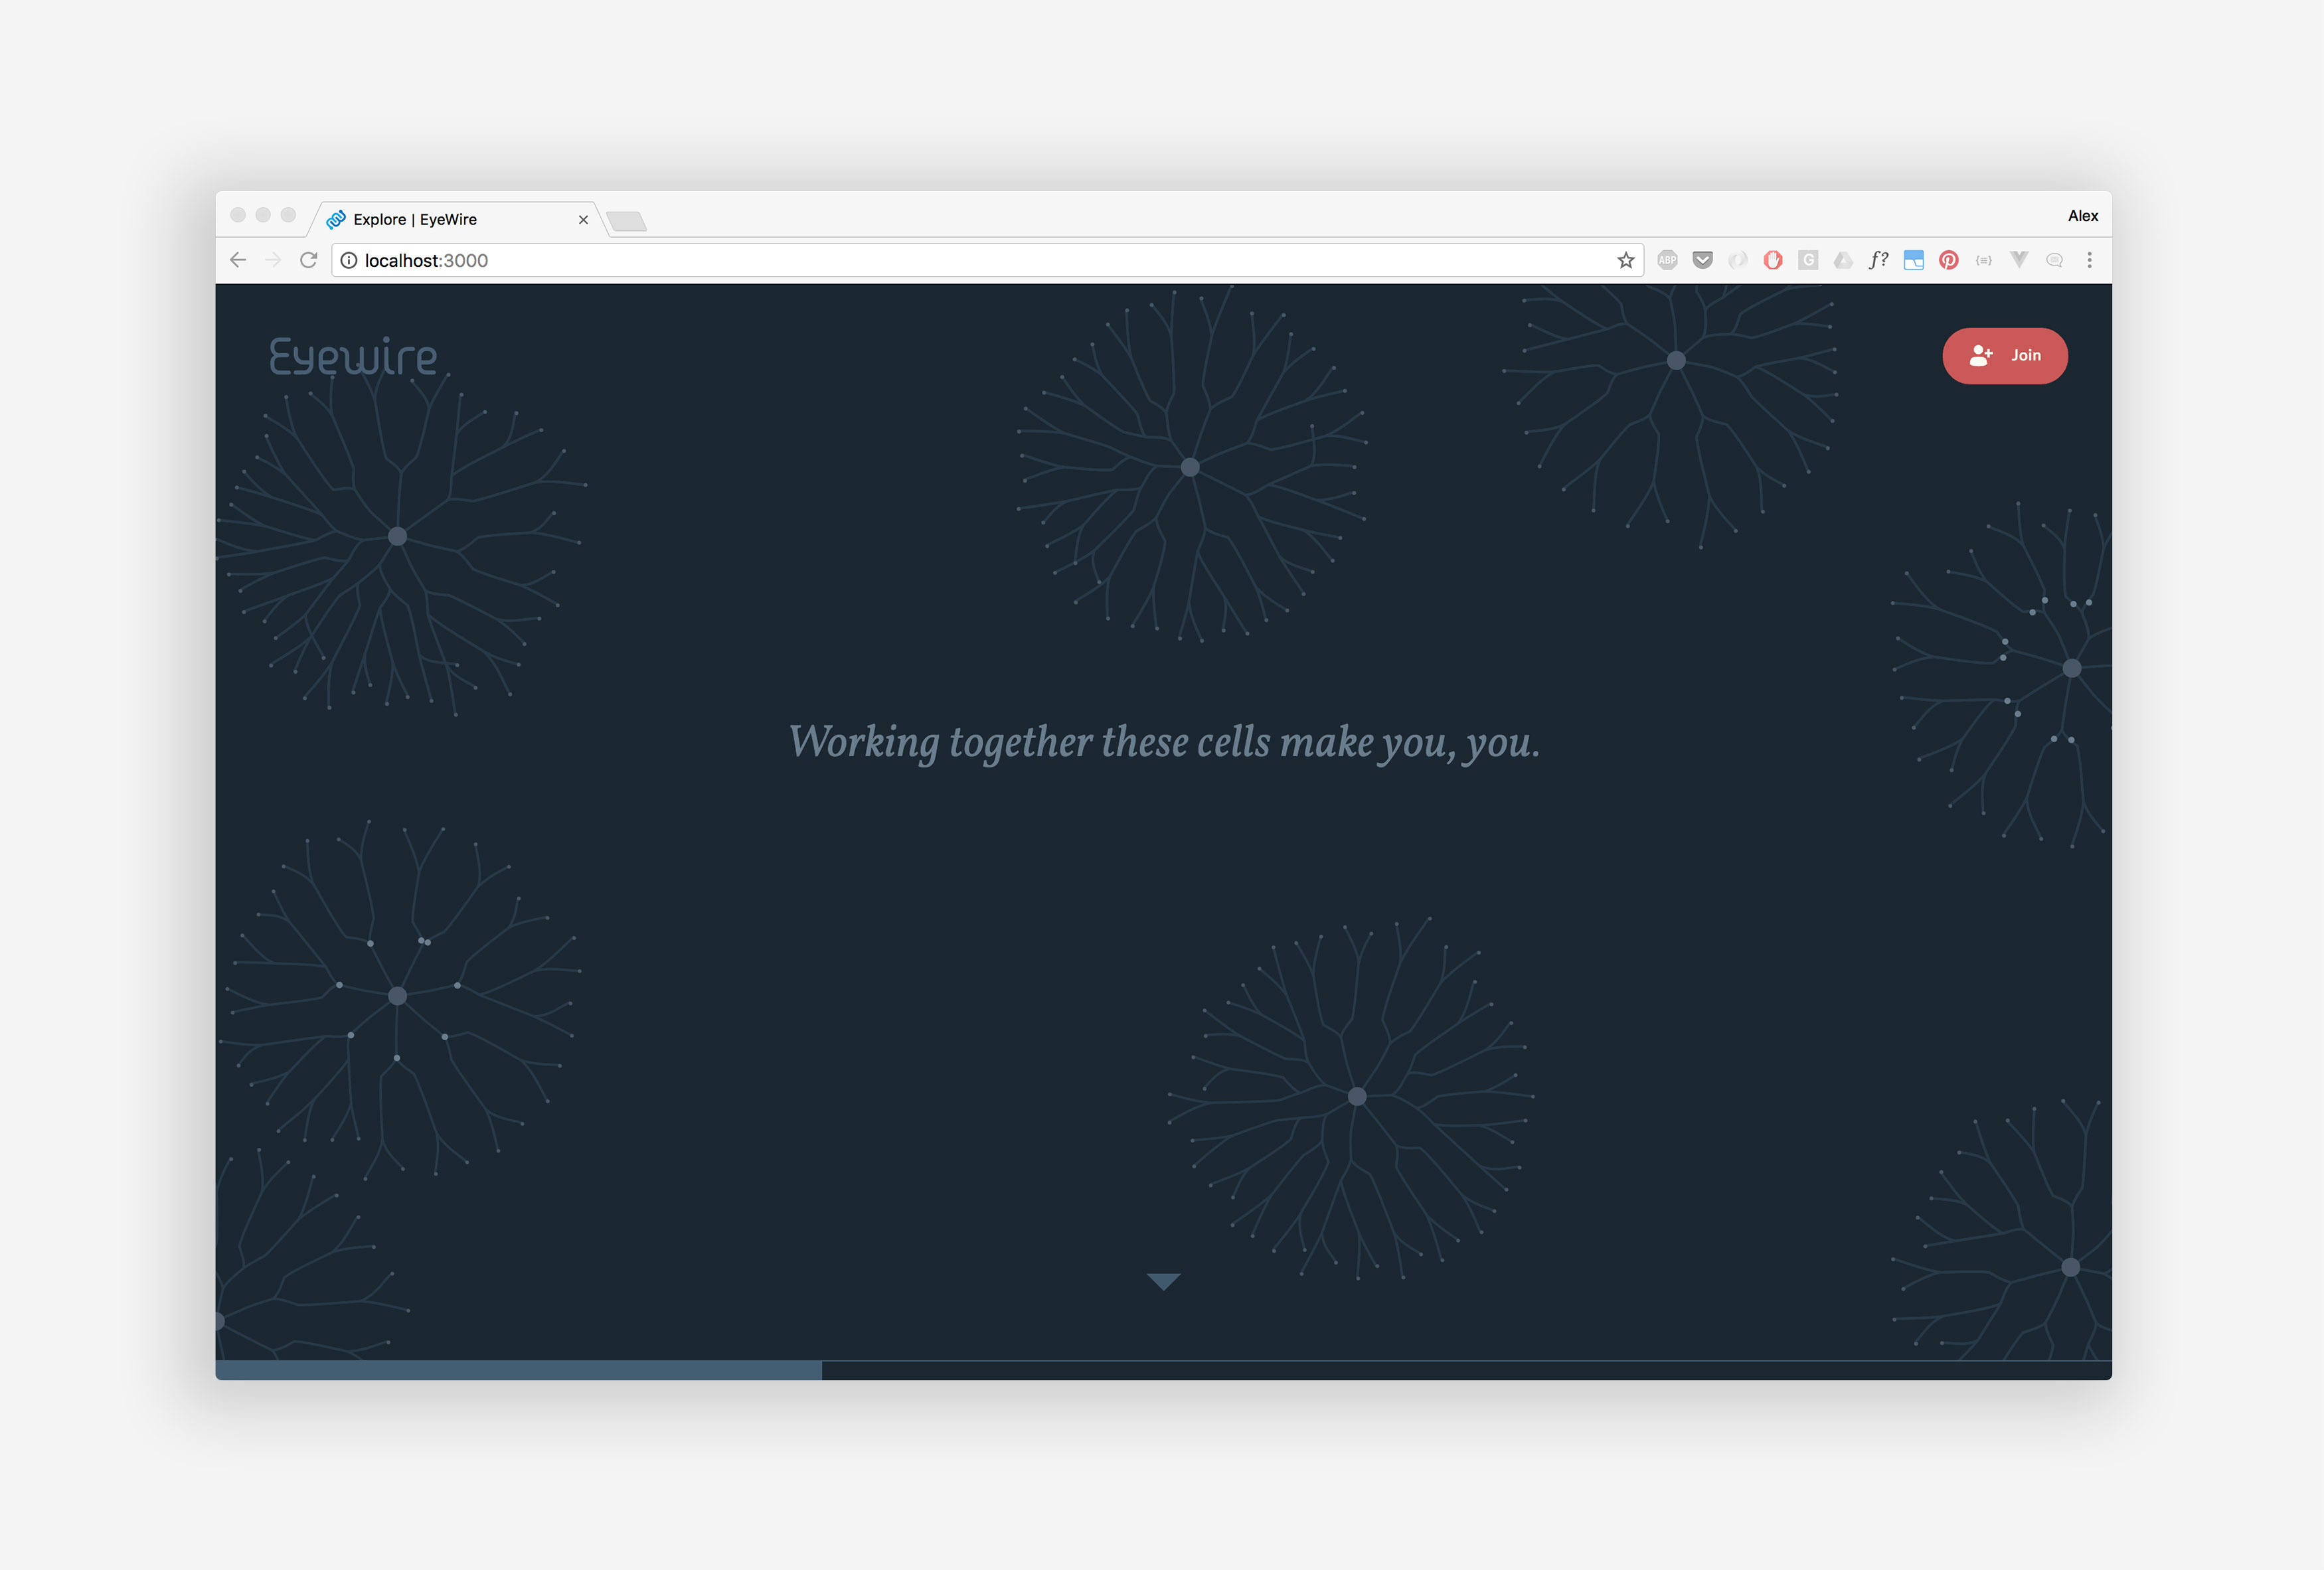 Explore | EyeWire
Alex
localhost:3000
ABP
G
f?
Eyewire
Join
Working together these cells make you, you.